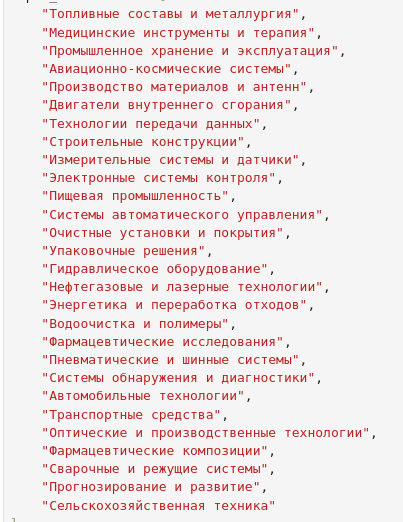 "Топливные составы и металлургия",
"Медицинские инструменты и терапия",
"Промышленное хранение и эксплуатация",
"Авиационно-космические системы",
"Производство материалов и антенн",
"Двигатели внутреннего сгорания",
"Технологии передачи данных",
"Строительные конструкции",
"Измерительные системы и датчики",
"Электронные системы контроля",
"Пищевая промышленность",
"Системы автоматического управления",
"Очистные установки и покрытия",
"Упаковочные решения",
"Гидравлическое оборудование",
"Нефтегазовые и лазерные технологии",
"Энергетика и переработка отходов",
"Водоочистка и полимеры",
"Фармацевтические исследования",
"Пневматические и шинные системы",
"Системы обнаружения и диагностики",
"Автомобильные технологии",
"Транспортные средства",
"Оптические и производственные технологии",
"Фармацевтические композиции",
"Сварочные и режущие системы",
"Прогнозирование и развитие",
"Сельскохозяйственная техника"